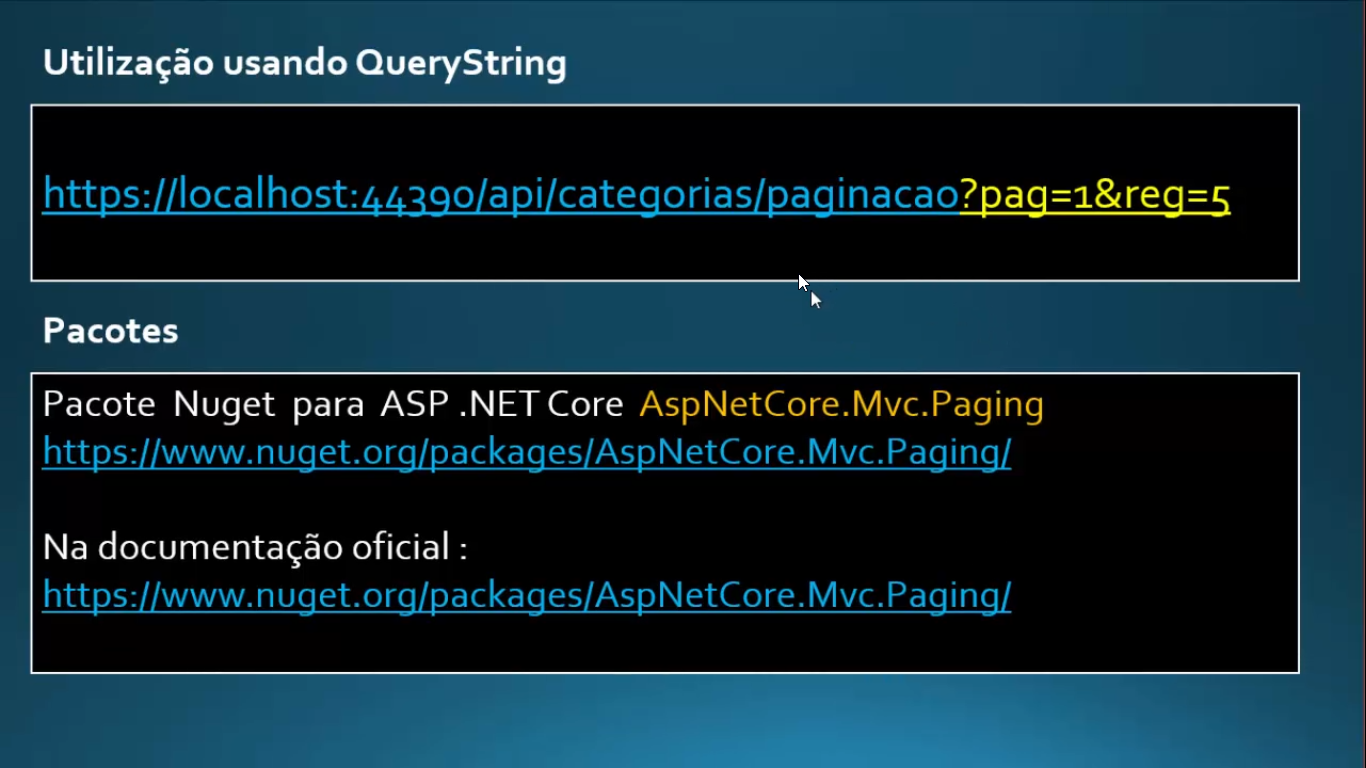 Utilização usando QueryString
https://localhost:44390/api/categorias/paginacao?pag=1&reg=5
Pacotes
Pacote Nuget para ASP .NET Core AspNetCore.Mvc.Paging
https://www.nuget.org/packages/AspNetCore.Mvc.Paging/
Na documentação oficial :
https://www.nuget.org/packages/AspNetCore.Mvc.Paging/